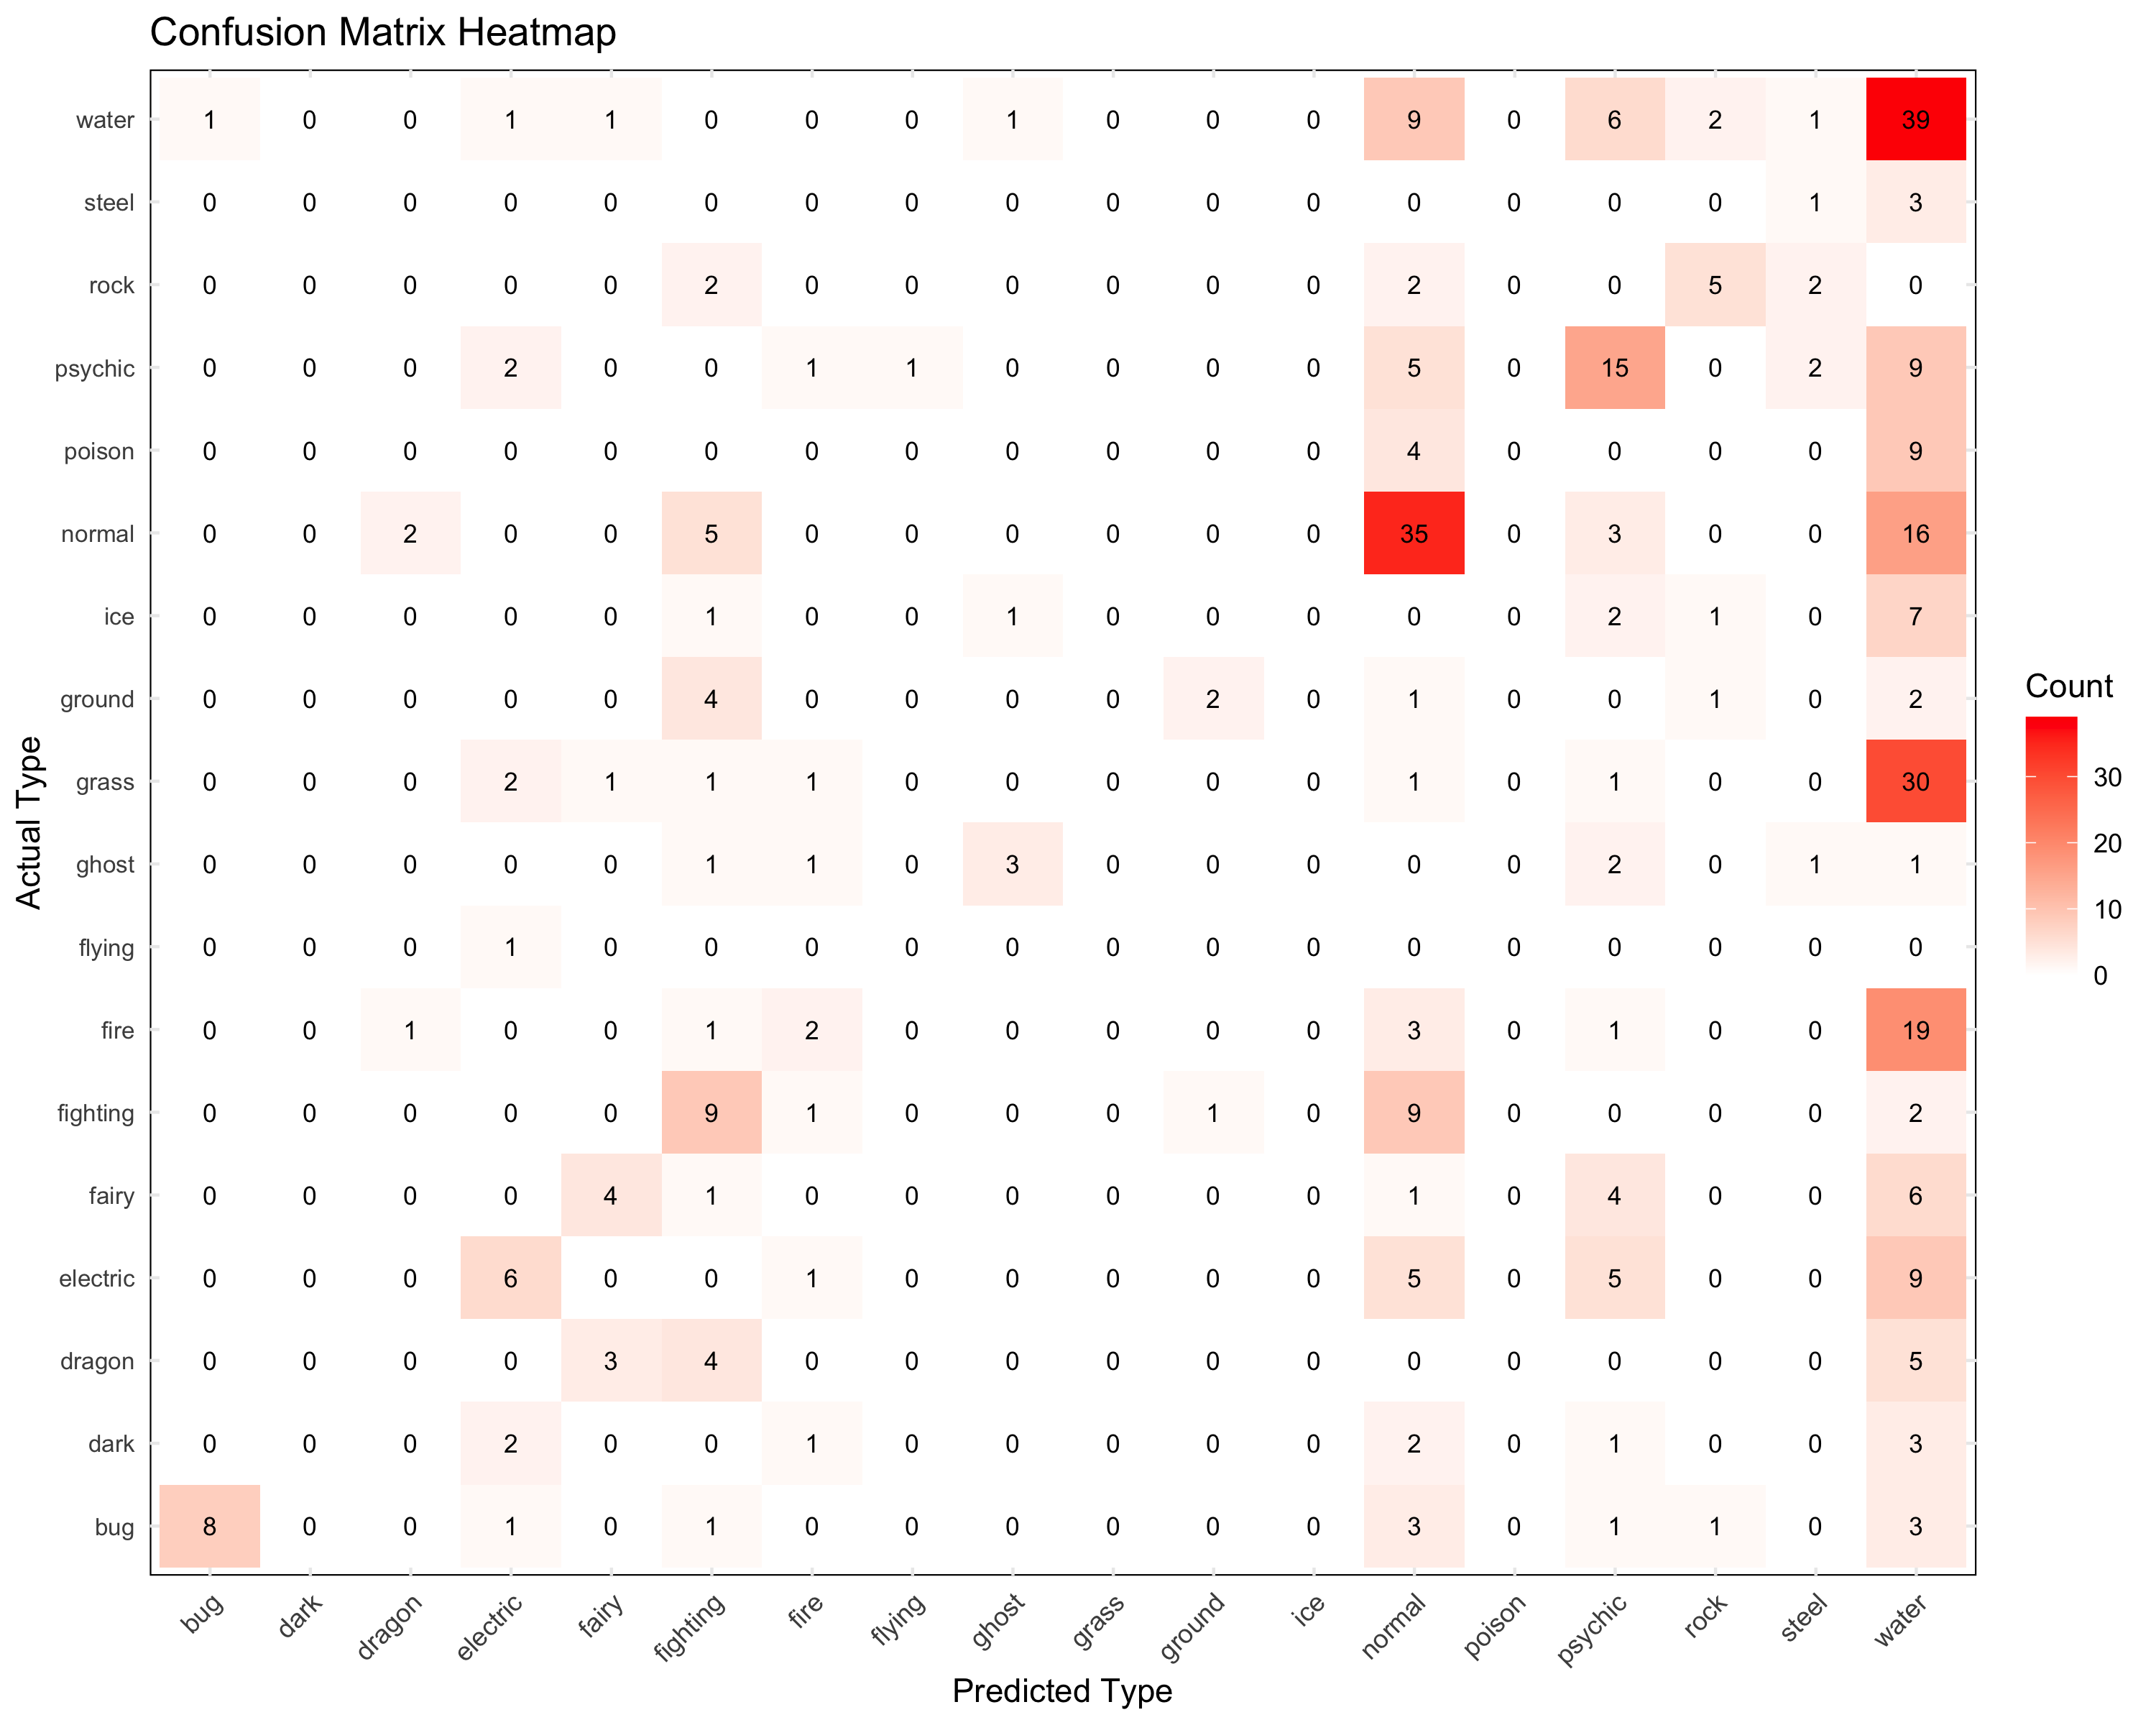 Confusion Matrix Heatmap
water 1 0 0 1 1 0 0 0 1 0 0 0 9 0 6 2 1 39
steel 0 0 0 0 0 0 0 0 0 0 0 0 0 0 0 0 1 3
rock 0 0 0 0 0 2 0 0 0 0 0 0 2 0 0 5 2 0
psychic 0 0 0 2 0 0 1 1 0 0 0 0 5 0 15 0 2 9
poison 0 0 0 0 0 0 0 0 0 0 0 0 4 0 0 0 0 9
normal 0 0 2 0 0 5 0 0 0 0 0 0 35 0 3 0 0 16
ice 0 0 0 0 0 1 0 0 1 0 0 0 0 0 2 1 0 7
ground 0 0 0 0 0 4 0 0 0 0 2 0 1 0 0 1 0 2
grass 0 0 0 2 1 1 1 0 0 0 0 0 1 0 1 0 0 30
ghost 0 0 0 0 0 1 1 0 3 0 0 0 0 0 2 0 1 1
flying 0 0 0 1 0 0 0 0 0 0 0 0 0 0 0 0 0 0
fire 0 0 1 0 0 1 2 0 0 0 0 0 3 0 1 0 0 19
fighting 0 0 0 0 0 9 1 0 0 0 1 0 9 0 0 0 0 2
fairy 0 0 0 0 4 1 0 0 0 0 0 0 1 0 4 0 0 6
electric 0 0 0 6 0 0 1 0 0 0 0 0 5 0 5 0 0 9
dragon 0 0 0 0 3 4 0 0 0 0 0 0 0 0 0 0 0 5
dark 0 0 0 2 0 0 1 0 0 0 0 0 2 0 1 0 0 3
bug 8 0 0 1 0 1 0 0 0 0 0 0 3 0 1 1 0 3
bug dark dragon electric fairy fighting fire flying ghost grass ground ice normal poison psychic rock steel water
Predicted Type
Actual Type
Count
30
20
10
0